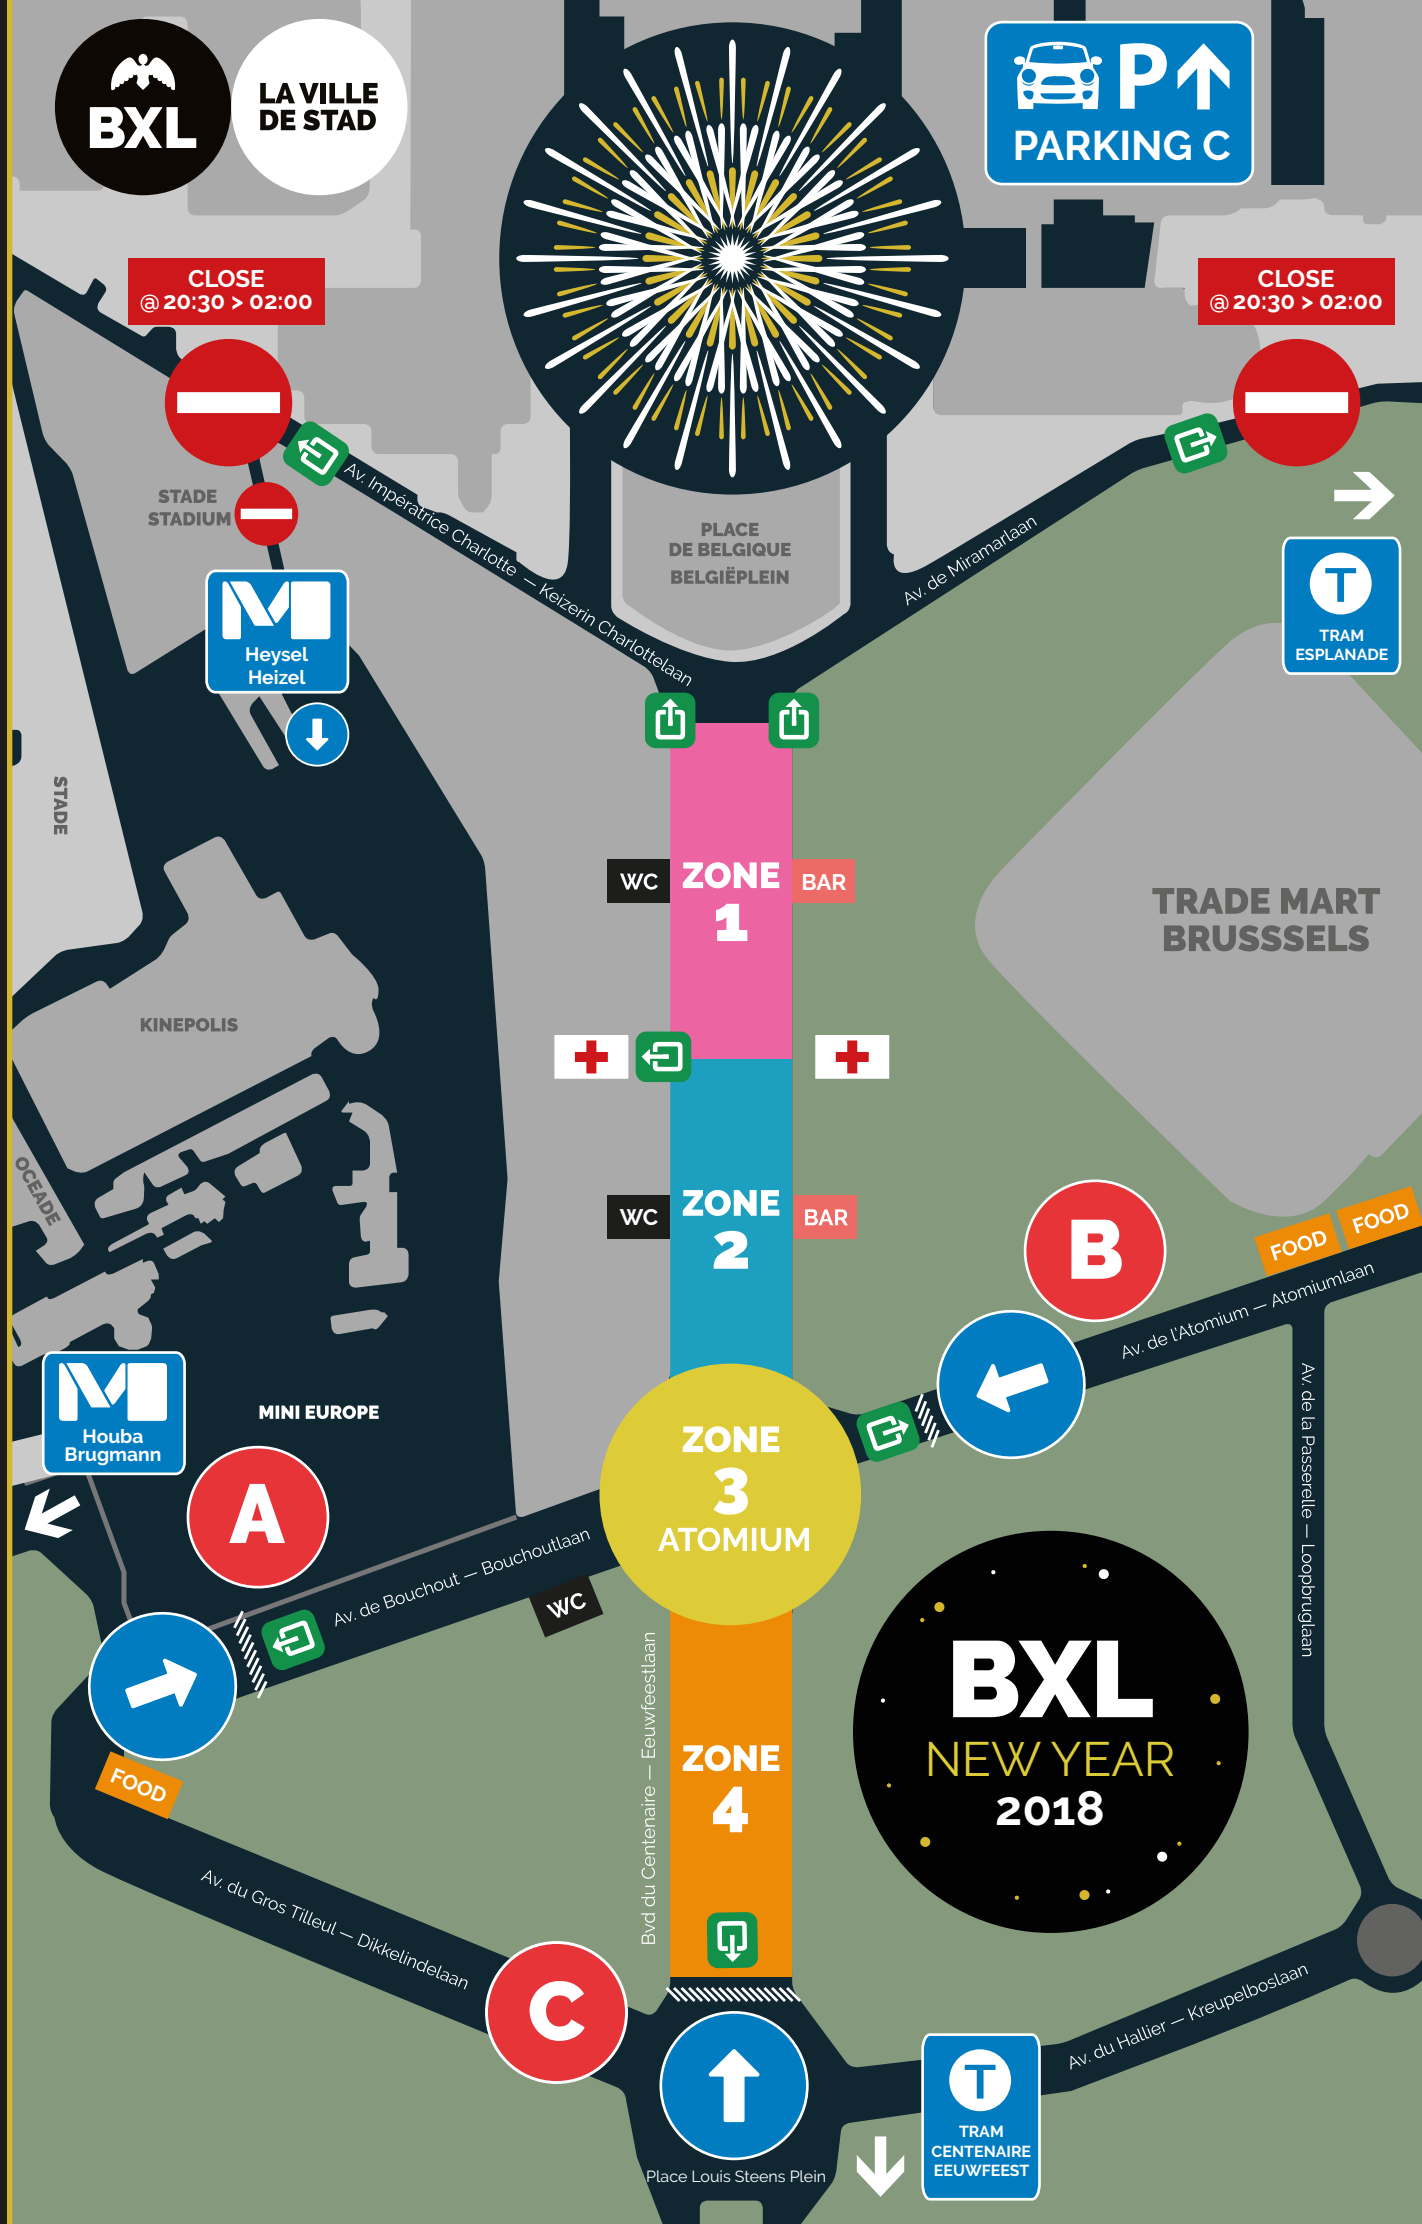 BXL
LA VILLE
DE STAD
P
PARKING C
CLOSE
@ 20:30 > 02:00
CLOSE
@ 20:30 > 02:00
STADE
STADIUM
Av. Impératrice Charlotte — Keizerin Charlottelaan
PLACE
DE BELGIQUE
BELGIËPLEIN
Av. de Miramarlaan
M
Heysel
Heizel
T
TRAM
ESPLANADE
STADE
WC
ZONE
1
BAR
TRADE MART
BRUSSSELS
KINEPOLIS
OCEADE
WC
ZONE
2
BAR
B
FOOD
FOOD
Av. de l'Atomium — Atomiumlaan
M
Houba
Brugmann
MINI EUROPE
A
ZONE
3
ATOMIUM
Av. de Bouchout — Bouchoutlaan
WC
Av. de la Passerelle — Loopbruglaan
BXL
NEW YEAR
2018
Bvd du Centenaire — Eeuwfeestlaan
ZONE
4
FOOD
Av. du Gros Tilleul — Dikkelindelaan
C
Av. du Hallier — Kreupelboslaan
T
TRAM
CENTENAIRE
EEUWFEEST
Place Louis Steens Plein